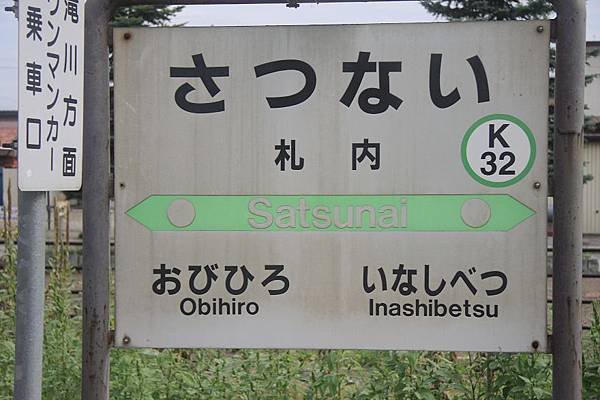 滝川方面
ワンマンカー
乗車口
さつない
札内
K
32
Satsunai
おびひろ
Obihiro
いなしべつ
Inashibetsu